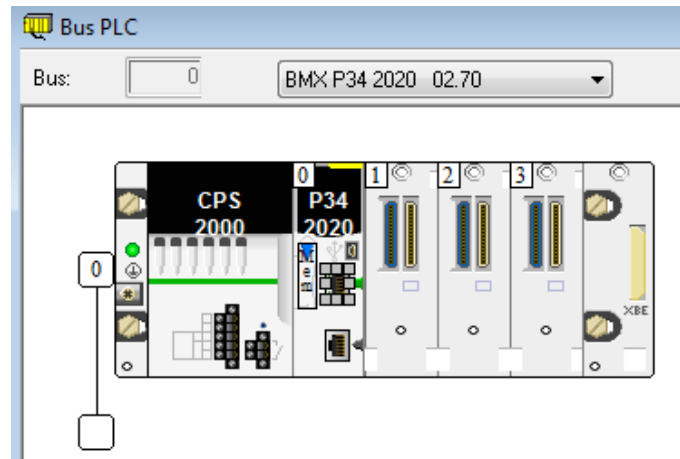 Bus PLC
Bus: 0 BMX P34 2020 02.70
0 1 2 3
CPS P34
2000 2020
0
M
e
m
XBE